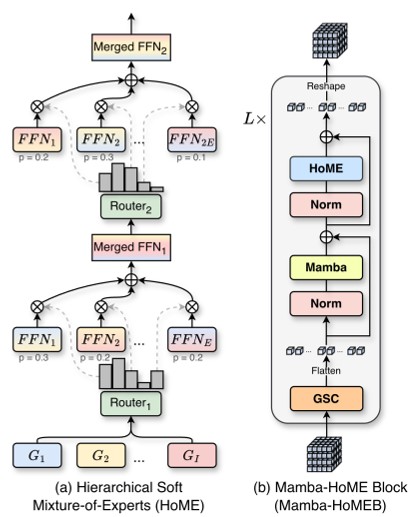 Merged FFN₂
FFN₁ FFN₂ ... FFN₂E
p = 0.2 p = 0.3 p = 0.1
Router₂
Merged FFN₁
FFN₁ FFN₂ ... FFN_E
p = 0.3 p = 0.2 p = 0.2
Router₁
G₁ G₂ ... G_I
(a) Hierarchical Soft
Mixture-of-Experts (HoME)
Reshape
... ...
L×
HoME
Norm
Mamba
Norm
... ...
Flatten
GSC
(b) Mamba-HoME Block
(Mamba-HoMEB)